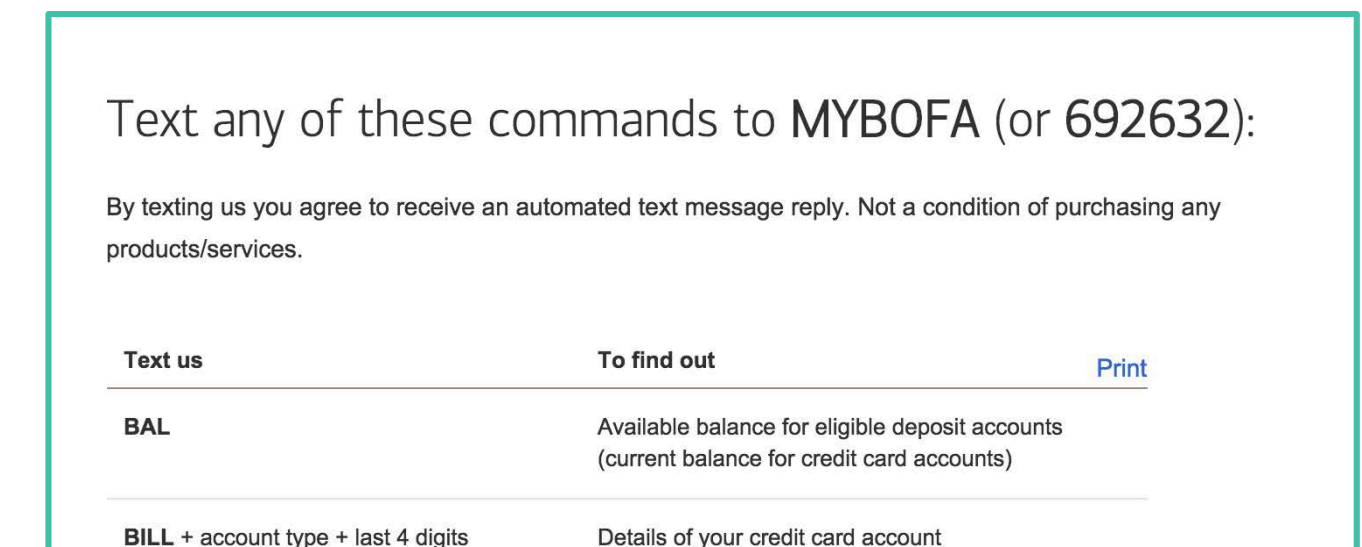 Text any of these commands to MYBOFA (or 692632):
By texting us you agree to receive an automated text message reply. Not a condition of purchasing any
products/services.
Text us To find out Print
BAL Available balance for eligible deposit accounts
(current balance for credit card accounts)
BILL + account type + last 4 digits Details of your credit card account